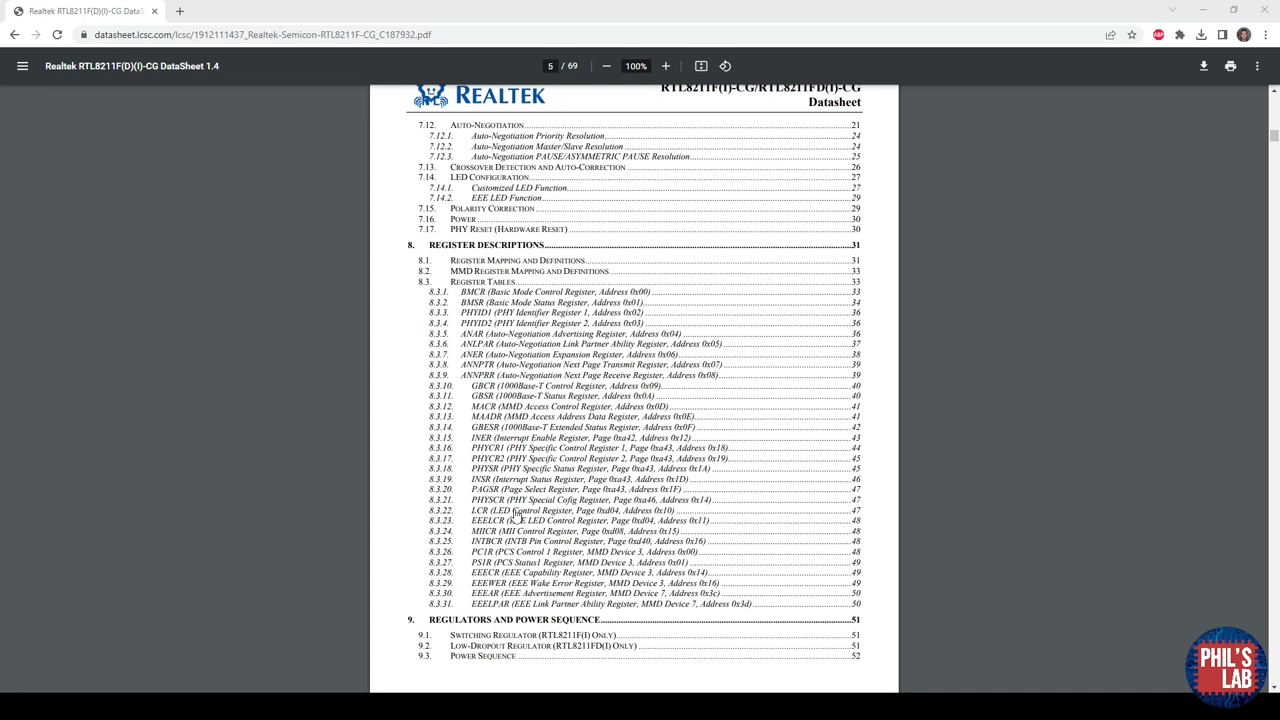 Realtek RTL8211F(D)(I)-CG DataS
datasheet.lcsc.com/lcsc/1912111437_Realtek-Semicon-RTL8211F-CG_C187932.pdf
ABP
Realtek RTL8211F(D)(I)-CG DataSheet 1.4
5 / 69
100%
REALTEK
RTL8211F(I)-CG/RTL8211FD(I)-CG
Datasheet
7.12. AUTO-NEGOTIATION 21
7.12.1. Auto-Negotiation Priority Resolution 24
7.12.2. Auto-Negotiation Master/Slave Resolution 24
7.12.3. Auto-Negotiation PAUSE/ASYMMETRIC PAUSE Resolution 25
7.13. CROSSOVER DETECTION AND AUTO-CORRECTION 26
7.14. LED CONFIGURATION 27
7.14.1. Customized LED Function 27
7.14.2. EEE LED Function 29
7.15. POLARITY CORRECTION 29
7.16. POWER 30
7.17. PHY RESET (HARDWARE RESET) 30
8. REGISTER DESCRIPTIONS 31
8.1. REGISTER MAPPING AND DEFINITIONS 31
8.2. MMD REGISTER MAPPING AND DEFINITIONS 33
8.3. REGISTER TABLES 33
8.3.1. BMCR (Basic Mode Control Register, Address 0x00) 33
8.3.2. BMSR (Basic Mode Status Register, Address 0x01) 34
8.3.3. PHYID1 (PHY Identifier Register 1, Address 0x02) 36
8.3.4. PHYID2 (PHY Identifier Register 2, Address 0x03) 36
8.3.5. ANAR (Auto-Negotiation Advertising Register, Address 0x04) 36
8.3.6. ANLPAR (Auto-Negotiation Link Partner Ability Register, Address 0x05) 37
8.3.7. ANER (Auto-Negotiation Expansion Register, Address 0x06) 38
8.3.8. ANNPTR (Auto-Negotiation Next Page Transmit Register, Address 0x07) 39
8.3.9. ANNPRR (Auto-Negotiation Next Page Receive Register, Address 0x08) 39
8.3.10. GBCR (1000Base-T Control Register, Address 0x09) 40
8.3.11. GBSR (1000Base-T Status Register, Address 0x0A) 40
8.3.12. MACR (MMD Access Control Register, Address 0x0D) 41
8.3.13. MAADR (MMD Access Address Data Register, Address 0x0E) 41
8.3.14. GBESR (1000Base-T Extended Status Register, Address 0x0F) 42
8.3.15. INER (Interrupt Enable Register, Page 0xa42, Address 0x12) 43
8.3.16. PHYCR1 (PHY Specific Control Register 1, Page 0xa43, Address 0x18) 44
8.3.17. PHYCR2 (PHY Specific Control Register 2, Page 0xa43, Address 0x19) 45
8.3.18. PHYSR (PHY Specific Status Register, Page 0xa43, Address 0x1A) 45
8.3.19. INSR (Interrupt Status Register, Page 0xa43, Address 0x1D) 46
8.3.20. PAGSR (Page Select Register, Page 0xa43, Address 0x1F) 47
8.3.21. PHYSCR (PHY Special Cofig Register, Page 0xa46, Address 0x14) 47
8.3.22. LCR (LED Control Register, Page 0xd04, Address 0x10) 47
8.3.23. EEELCR (EEE LED Control Register, Page 0xd04, Address 0x11) 48
8.3.24. MIICR (MII Control Register, Page 0xd08, Address 0x15) 48
8.3.25. INTBCR (INTB Pin Control Register, Page 0xd40, Address 0x16) 48
8.3.26. PC1R (PCS Control 1 Register, MMD Device 3, Address 0x00) 48
8.3.27. PS1R (PCS Status1 Register, MMD Device 3, Address 0x01) 49
8.3.28. EEECR (EEE Capability Register, MMD Device 3, Address 0x14) 49
8.3.29. EEEWER (EEE Wake Error Register, MMD Device 3, Address 0x16) 49
8.3.30. EEEAR (EEE Advertisement Register, MMD Device 7, Address 0x3c) 50
8.3.31. EEELPAR (EEE Link Partner Ability Register, MMD Device 7, Address 0x3d) 50
9. REGULATORS AND POWER SEQUENCE 51
9.1. SWITCHING REGULATOR (RTL8211F(I) ONLY) 51
9.2. LOW-DROPOUT REGULATOR (RTL8211FD(I) ONLY) 51
9.3. POWER SEQUENCE 52
PHIL'S
LAB